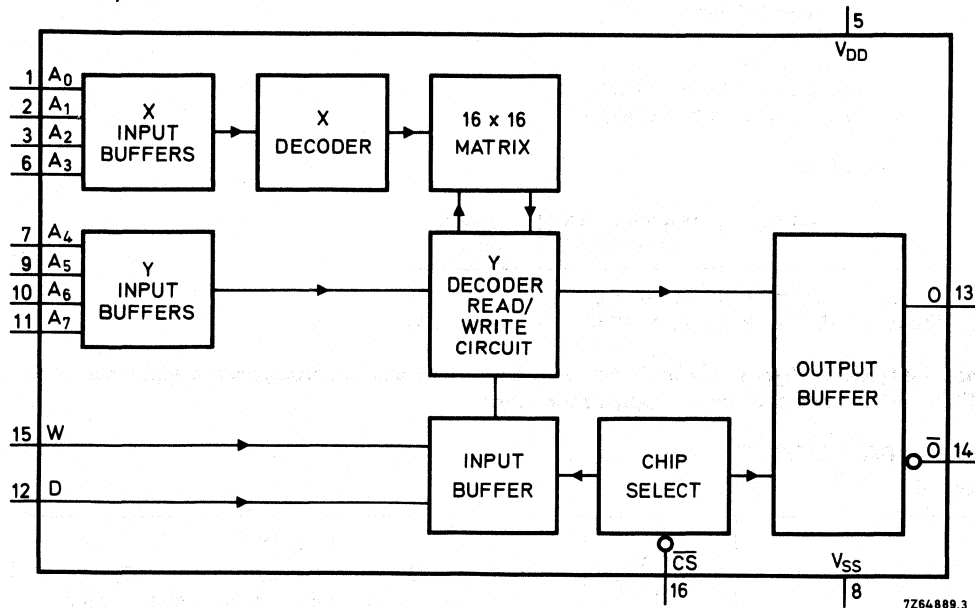 5
VDD
1 A0
2 A1
3 A2
6 A3
X
INPUT
BUFFERS
X
DECODER
16 x 16
MATRIX
7 A4
9 A5
10 A6
11 A7
Y
INPUT
BUFFERS
Y
DECODER
READ/
WRITE
CIRCUIT
OUTPUT
BUFFER
O 13
O̅ 14
15 W
12 D
INPUT
BUFFER
CHIP
SELECT
C̅S̅
16
VSS
8
7Z64889.3